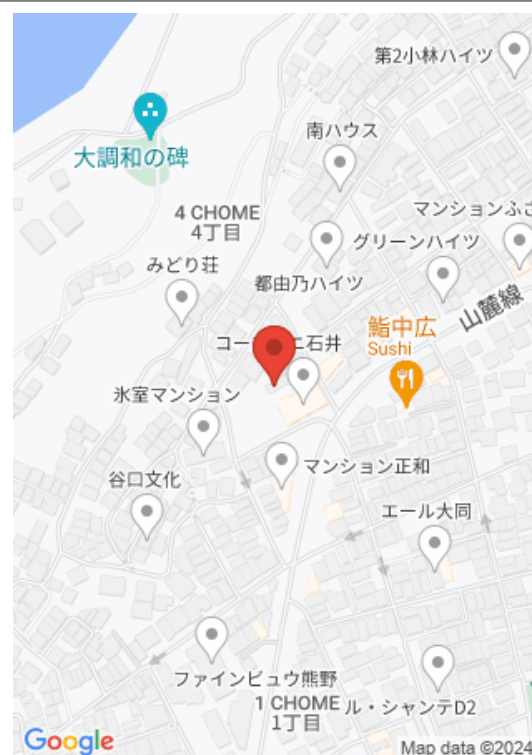 第2小林ハイツ
南ハウス
大調和の碑
4 CHOME
4丁目
マンションふさ
グリーンハイツ
みどり荘
都由乃ハイツ
山麓線
鮨中広
Sushi
コー
ニ石井
氷室マンション
マンション正和
谷口文化
エール大同
ファインビュウ熊野
1 CHOME
1丁目
ル・シャンテD2
Google
Map data ©2024